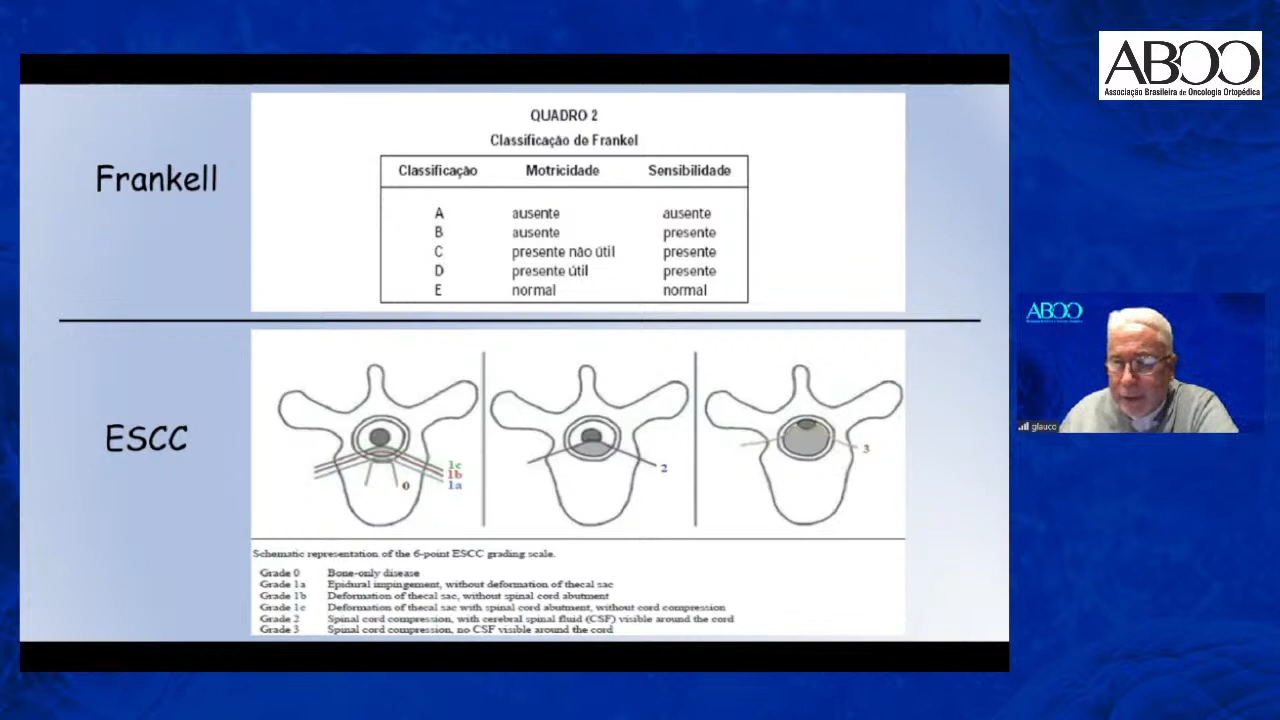 ABOO
Associação Brasileira de Oncologia Ortopédica
Frankell
QUADRO 2
Classificação de Frankel
Classificação Motricidade Sensibilidade
A ausente ausente
B ausente presente
C presente não útil presente
D presente útil presente
E normal normal
ESCC
1c
1b
1a
0
2
3
Schematic representation of the 6-point ESCC grading scale.
Grade 0 Bone-only disease
Grade 1a Epidural impingement, without deformation of thecal sac
Grade 1b Deformation of thecal sac, without spinal cord abutment
Grade 1c Deformation of thecal sac with spinal cord abutment, without cord compression
Grade 2 Spinal cord compression, with cerebral spinal fluid (CSF) visible around the cord
Grade 3 Spinal cord compression, no CSF visible around the cord
ABOO
glauco